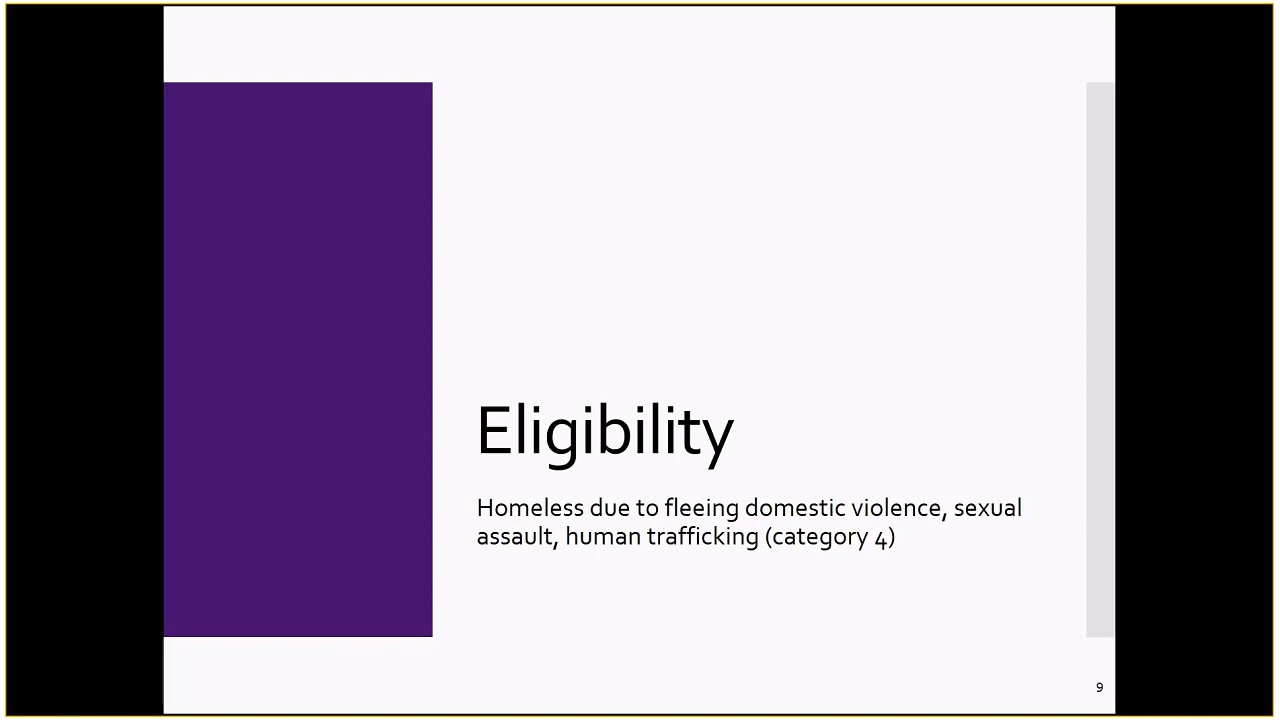 Eligibility
Homeless due to fleeing domestic violence, sexual
assault, human trafficking (category 4)
9